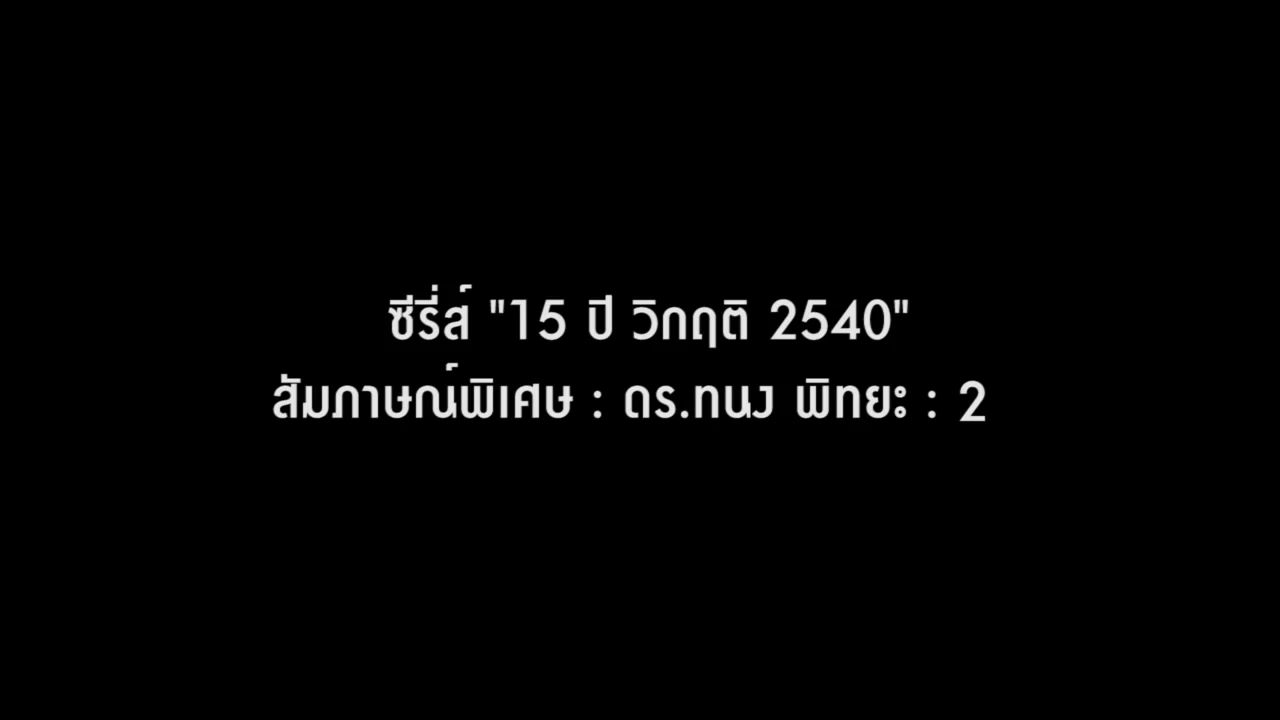 ซีรี่ส์ "15 ปี วิกฤติ 2540"
สัมภาษณ์พิเศษ : ดร.ทนง พิทยะ : 2